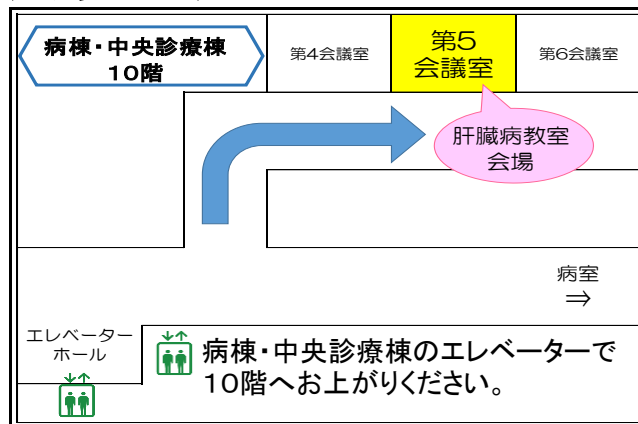 病棟・中央診療棟
10階
第4会議室
第5
会議室
第6会議室
肝臓病教室
会場
病室
⇒
エレベーター
ホール
病棟・中央診療棟のエレベーターで
10階へお上がりください。